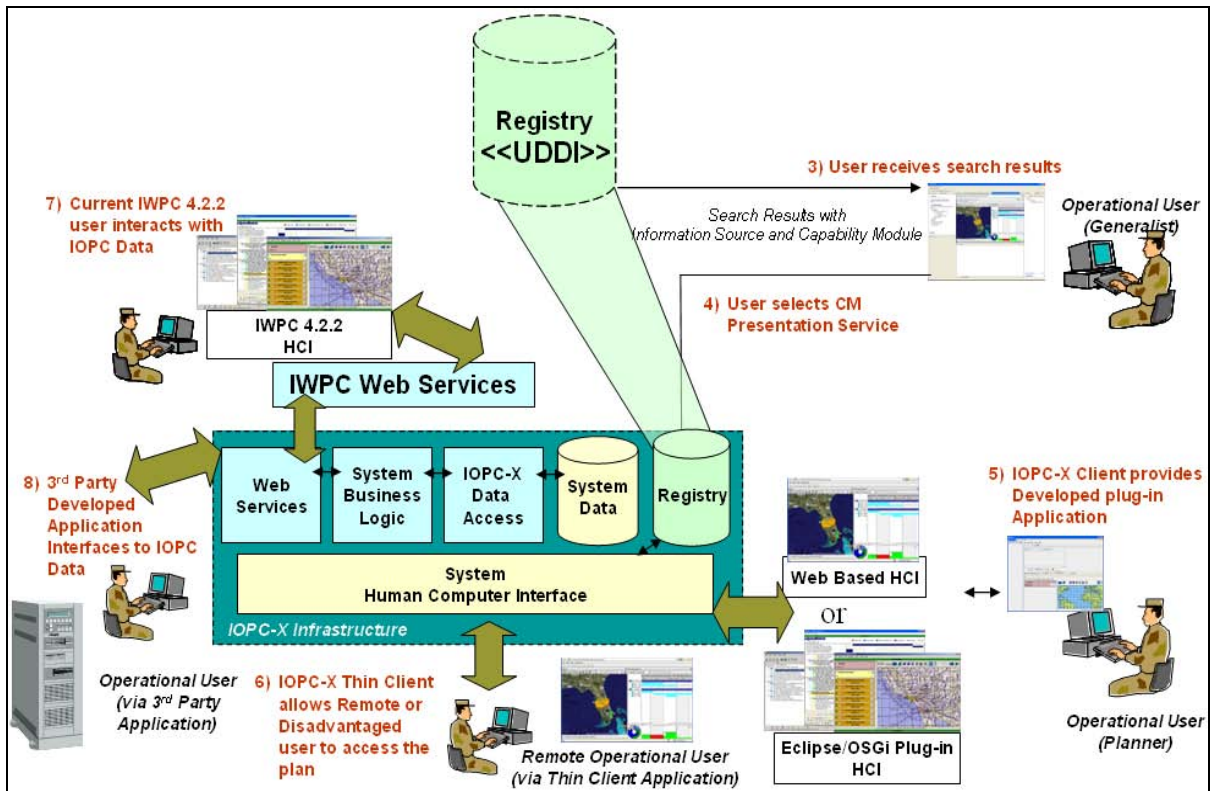 Registry
<<UDDI>>
3) User receives search results
Search Results with
Information Source and Capability Module
Operational User
(Generalist)
4) User selects CM
Presentation Service
7) Current IWPC 4.2.2
user interacts with
IOPC Data
IWPC 4.2.2
HCI
IWPC Web Services
8) 3rd Party
Developed
Application
Interfaces to IOPC
Data
Web
Services
System
Business
Logic
IOPC-X
Data
Access
System
Data
Registry
System
Human Computer Interface
IOPC-X Infrastructure
5) IOPC-X Client provides
Developed plug-in
Application
Web Based HCI
or
Eclipse/OSGi Plug-in
HCI
Operational User
(Planner)
Operational User
(via 3rd Party
Application)
6) IOPC-X Thin Client
allows Remote or
Disadvantaged
user to access the
plan
Remote Operational User
(via Thin Client Application)